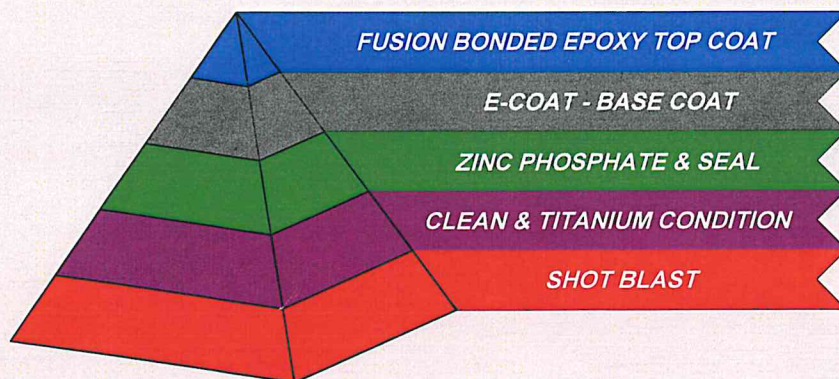 FUSION BONDED EPOXY TOP COAT
E-COAT - BASE COAT
ZINC PHOSPHATE & SEAL
CLEAN & TITANIUM CONDITION
SHOT BLAST